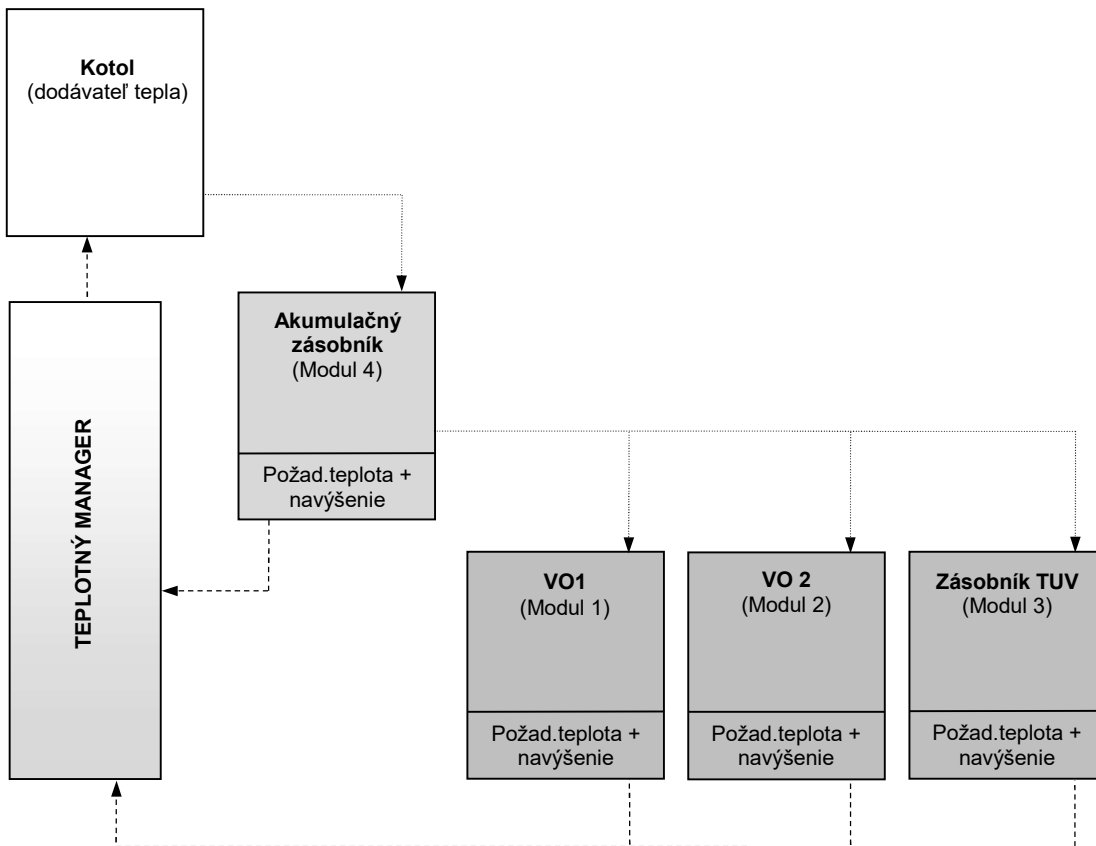 Kotol
(dodávateľ tepla)
Akumulačný
zásobník
(Modul 4)
Požad.teplota +
navýšenie
TEPLOTNÝ MANAGER
VO1
(Modul 1)
Požad.teplota +
navýšenie
VO 2
(Modul 2)
Požad.teplota +
navýšenie
Zásobník TUV
(Modul 3)
Požad.teplota +
navýšenie